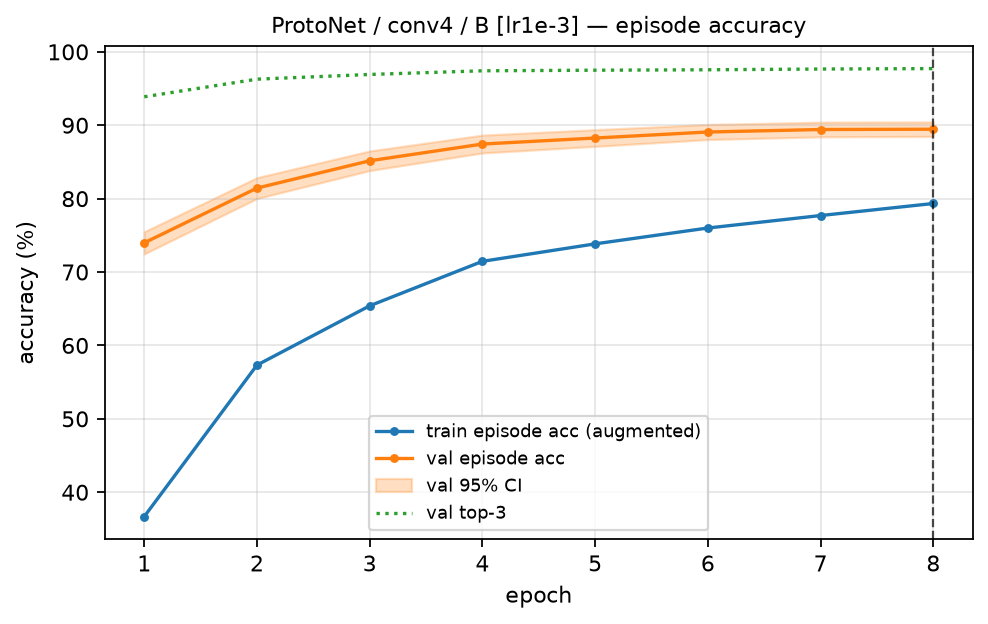 ProtoNet / conv4 / B [lr1e-3] — episode accuracy
accuracy (%)
100
90
80
70
60
50
40
train episode acc (augmented)
val episode acc
val 95% CI
val top-3
1 2 3 4 5 6 7 8
epoch